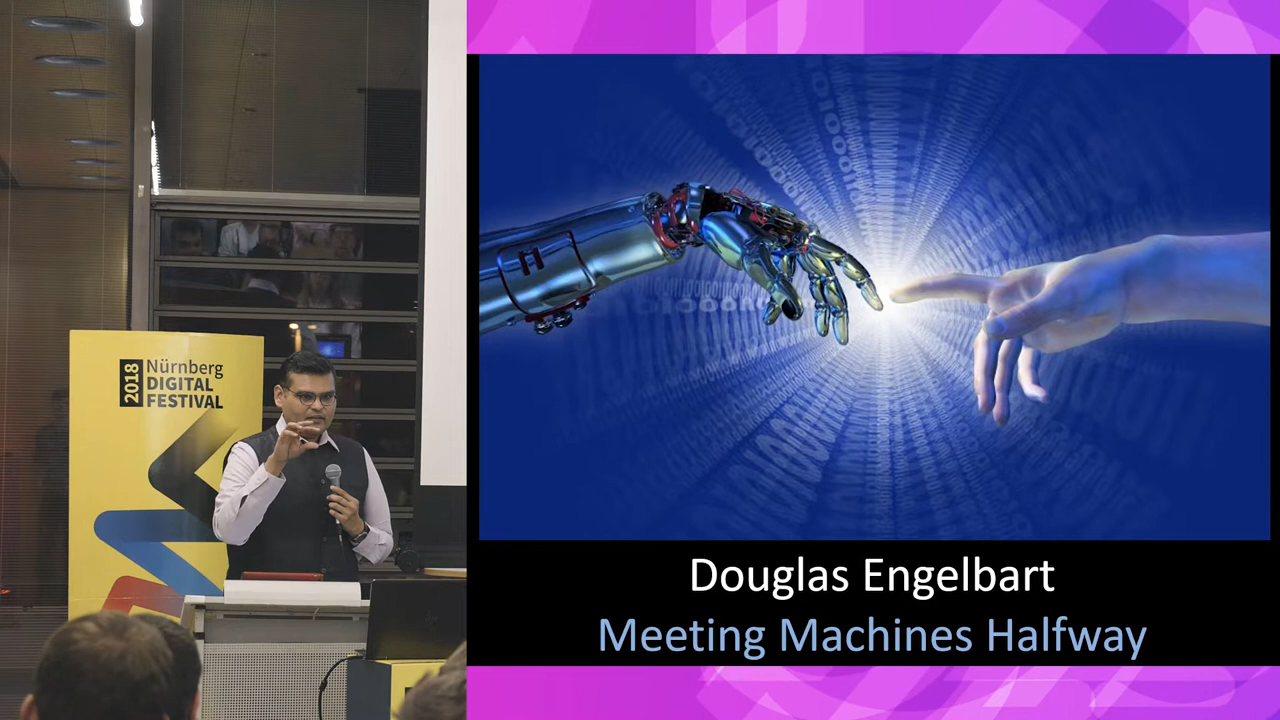 2018
Nürnberg
DIGITAL
FESTIVAL
Douglas Engelbart
Meeting Machines Halfway